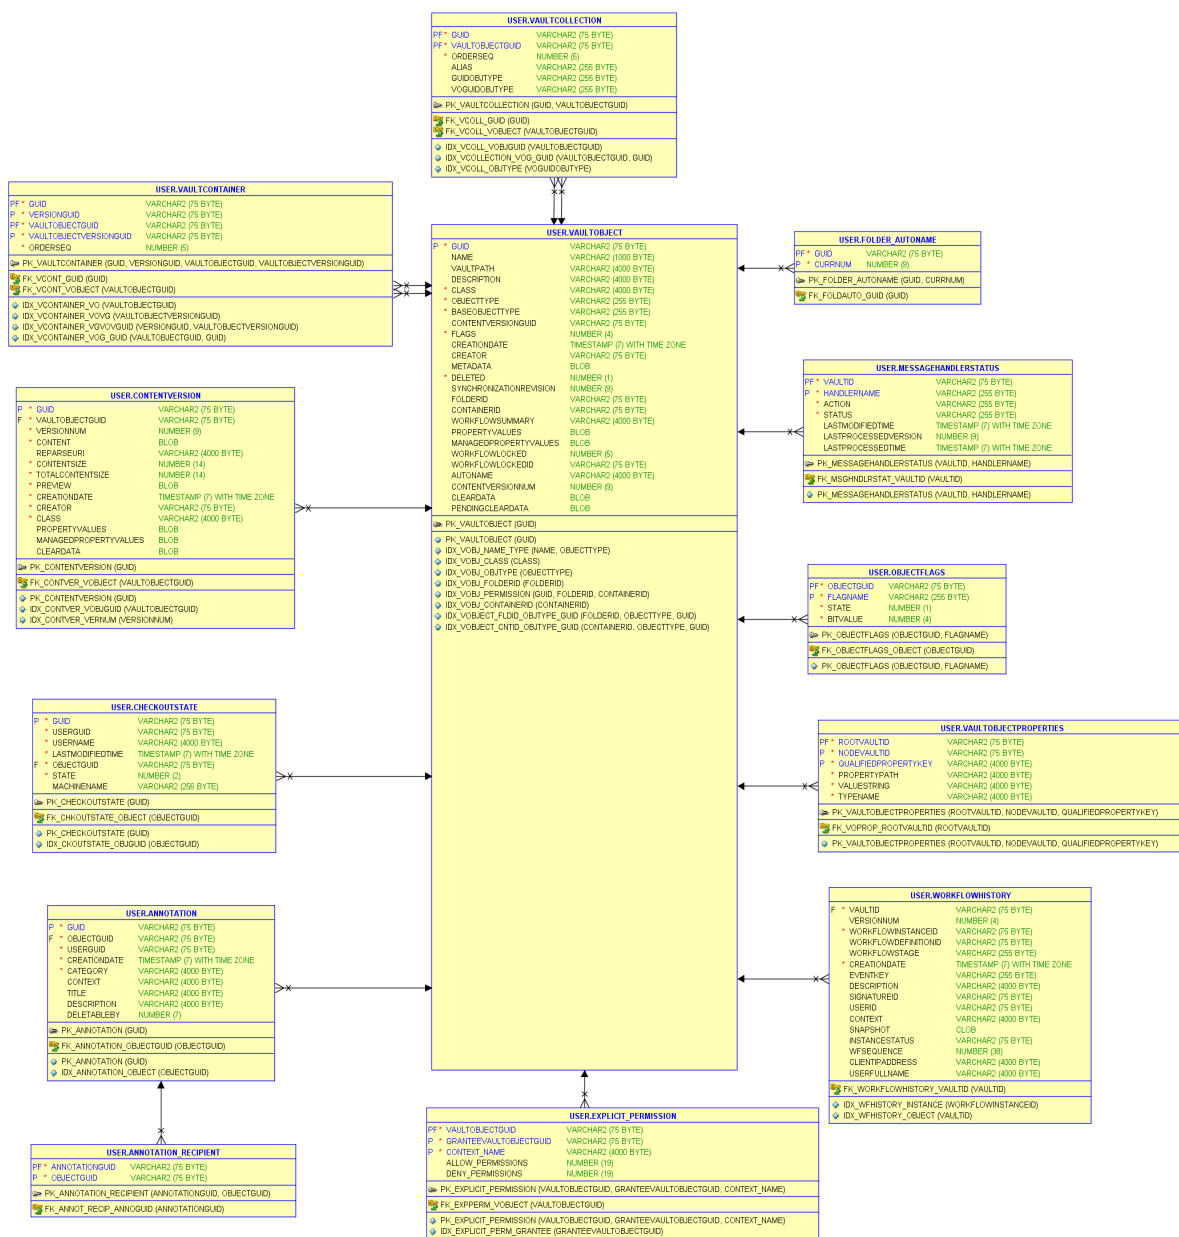 USER.VAULTCOLLECTION
PF* GUID VARCHAR2 (75 BYTE)
PF* VAULTOBJECTGUID VARCHAR2 (75 BYTE)
* ORDERSEQ NUMBER (5)
ALIAS VARCHAR2 (255 BYTE)
GUIDOBJTYPE VARCHAR2 (255 BYTE)
VOGUIDOBJTYPE VARCHAR2 (255 BYTE)
PK_VAULTCOLLECTION (GUID, VAULTOBJECTGUID)
FK_VCOLL_GUID (GUID)
FK_VCOLL_VOBJECT (VAULTOBJECTGUID)
IDX_VCOLL_VOBJGUID (VAULTOBJECTGUID)
IDX_VCOLLECTION_VOG_GUID (VAULTOBJECTGUID, GUID)
IDX_VCOLL_OBJTYPE (VOGUIDOBJTYPE)
USER.VAULTCONTAINER
PF* GUID VARCHAR2 (75 BYTE)
P * VERSIONGUID VARCHAR2 (75 BYTE)
PF* VAULTOBJECTGUID VARCHAR2 (75 BYTE)
P * VAULTOBJECTVERSIONGUID VARCHAR2 (75 BYTE)
* ORDERSEQ NUMBER (5)
PK_VAULTCONTAINER (GUID, VERSIONGUID, VAULTOBJECTGUID, VAULTOBJECTVERSIONGUID)
FK_VCONT_GUID (GUID)
FK_VCONT_VOBJECT (VAULTOBJECTGUID)
IDX_VCONTAINER_VO (VAULTOBJECTGUID)
IDX_VCONTAINER_VOVG (VAULTOBJECTVERSIONGUID)
IDX_VCONTAINER_VGVOVGUID (VERSIONGUID, VAULTOBJECTVERSIONGUID)
IDX_VCONTAINER_VOG_GUID (VAULTOBJECTGUID, GUID)
USER.VAULTOBJECT
P * GUID VARCHAR2 (75 BYTE)
NAME VARCHAR2 (1000 BYTE)
VAULTPATH VARCHAR2 (4000 BYTE)
DESCRIPTION VARCHAR2 (4000 BYTE)
* CLASS VARCHAR2 (4000 BYTE)
* OBJECTTYPE VARCHAR2 (255 BYTE)
* BASEOBJECTTYPE VARCHAR2 (255 BYTE)
CONTENTVERSIONGUID VARCHAR2 (75 BYTE)
* FLAGS NUMBER (4)
CREATIONDATE TIMESTAMP (7) WITH TIME ZONE
CREATOR VARCHAR2 (75 BYTE)
METADATA BLOB
* DELETED NUMBER (1)
SYNCHRONIZATIONREVISION NUMBER (9)
FOLDERID VARCHAR2 (75 BYTE)
CONTAINERID VARCHAR2 (75 BYTE)
WORKFLOWSUMMARY VARCHAR2 (4000 BYTE)
PROPERTYVALUES BLOB
MANAGEDPROPERTYVALUES BLOB
WORKFLOWLOCKED NUMBER (5)
WORKFLOWLOCKEDID VARCHAR2 (75 BYTE)
AUTONAME VARCHAR2 (4000 BYTE)
CONTENTVERSIONNUM NUMBER (9)
CLEARDATA BLOB
PENDINGCLEARDATA BLOB
PK_VAULTOBJECT (GUID)
PK_VAULTOBJECT (GUID)
IDX_VOBJ_NAME_TYPE (NAME, OBJECTTYPE)
IDX_VOBJ_CLASS (CLASS)
IDX_VOBJ_OBJTYPE (OBJECTTYPE)
IDX_VOBJ_FOLDERID (FOLDERID)
IDX_VOBJ_PERMISSION (GUID, FOLDERID, CONTAINERID)
IDX_VOBJ_CONTAINERID (CONTAINERID)
IDX_VOBJECT_FLDID_OBJTYPE_GUID (FOLDERID, OBJECTTYPE, GUID)
IDX_VOBJECT_CNTID_OBJTYPE_GUID (CONTAINERID, OBJECTTYPE, GUID)
USER.FOLDER_AUTONAME
PF* GUID VARCHAR2 (75 BYTE)
P * CURRNUM NUMBER (9)
PK_FOLDER_AUTONAME (GUID, CURRNUM)
FK_FOLDAUTO_GUID (GUID)
USER.MESSAGEHANDLERSTATUS
PF* VAULTID VARCHAR2 (75 BYTE)
P * HANDLERNAME VARCHAR2 (255 BYTE)
* ACTION VARCHAR2 (255 BYTE)
* STATUS VARCHAR2 (255 BYTE)
LASTMODIFIEDTIME TIMESTAMP (7) WITH TIME ZONE
LASTPROCESSEDVERSION NUMBER (9)
LASTPROCESSEDTIME TIMESTAMP (7) WITH TIME ZONE
PK_MESSAGEHANDLERSTATUS (VAULTID, HANDLERNAME)
FK_MSGHNDLRSTAT_VAULTID (VAULTID)
PK_MESSAGEHANDLERSTATUS (VAULTID, HANDLERNAME)
USER.CONTENTVERSION
P * GUID VARCHAR2 (75 BYTE)
F * VAULTOBJECTGUID VARCHAR2 (75 BYTE)
* VERSIONNUM NUMBER (9)
* CONTENT BLOB
REPARSEURI VARCHAR2 (4000 BYTE)
* CONTENTSIZE NUMBER (14)
* TOTALCONTENTSIZE NUMBER (14)
* PREVIEW BLOB
* CREATIONDATE TIMESTAMP (7) WITH TIME ZONE
* CREATOR VARCHAR2 (75 BYTE)
* CLASS VARCHAR2 (4000 BYTE)
PROPERTYVALUES BLOB
MANAGEDPROPERTYVALUES BLOB
CLEARDATA BLOB
PK_CONTENTVERSION (GUID)
FK_CONTVER_VOBJECT (VAULTOBJECTGUID)
PK_CONTENTVERSION (GUID)
IDX_CONTVER_VOBJGUID (VAULTOBJECTGUID)
IDX_CONTVER_VERNUM (VERSIONNUM)
USER.OBJECTFLAGS
PF* OBJECTGUID VARCHAR2 (75 BYTE)
P * FLAGNAME VARCHAR2 (255 BYTE)
* STATE NUMBER (1)
* BITVALUE NUMBER (4)
PK_OBJECTFLAGS (OBJECTGUID, FLAGNAME)
FK_OBJECTFLAGS_OBJECT (OBJECTGUID)
PK_OBJECTFLAGS (OBJECTGUID, FLAGNAME)
USER.CHECKOUTSTATE
P * GUID VARCHAR2 (75 BYTE)
* USERGUID VARCHAR2 (75 BYTE)
* USERNAME VARCHAR2 (4000 BYTE)
* LASTMODIFIEDTIME TIMESTAMP (7) WITH TIME ZONE
F * OBJECTGUID VARCHAR2 (75 BYTE)
* STATE NUMBER (2)
MACHINENAME VARCHAR2 (256 BYTE)
PK_CHECKOUTSTATE (GUID)
FK_CHKOUTSTATE_OBJECT (OBJECTGUID)
PK_CHECKOUTSTATE (GUID)
IDX_CKOUTSTATE_OBJGUID (OBJECTGUID)
USER.VAULTOBJECTPROPERTIES
PF* ROOTVAULTID VARCHAR2 (75 BYTE)
P * NODEVAULTID VARCHAR2 (75 BYTE)
P * QUALIFIEDPROPERTYKEY VARCHAR2 (4000 BYTE)
* PROPERTYPATH VARCHAR2 (4000 BYTE)
* VALUESTRING VARCHAR2 (4000 BYTE)
* TYPENAME VARCHAR2 (4000 BYTE)
PK_VAULTOBJECTPROPERTIES (ROOTVAULTID, NODEVAULTID, QUALIFIEDPROPERTYKEY)
FK_VOPROP_ROOTVAULTID (ROOTVAULTID)
PK_VAULTOBJECTPROPERTIES (ROOTVAULTID, NODEVAULTID, QUALIFIEDPROPERTYKEY)
USER.ANNOTATION
P * GUID VARCHAR2 (75 BYTE)
F * OBJECTGUID VARCHAR2 (75 BYTE)
* USERGUID VARCHAR2 (75 BYTE)
* CREATIONDATE TIMESTAMP (7) WITH TIME ZONE
* CATEGORY VARCHAR2 (4000 BYTE)
CONTEXT VARCHAR2 (4000 BYTE)
TITLE VARCHAR2 (4000 BYTE)
DESCRIPTION VARCHAR2 (4000 BYTE)
DELETABLEBY NUMBER (7)
PK_ANNOTATION (GUID)
FK_ANNOTATION_OBJECTGUID (OBJECTGUID)
PK_ANNOTATION (GUID)
IDX_ANNOTATION_OBJECT (OBJECTGUID)
USER.WORKFLOWHISTORY
F * VAULTID VARCHAR2 (75 BYTE)
VERSIONNUM NUMBER (4)
* WORKFLOWINSTANCEID VARCHAR2 (75 BYTE)
WORKFLOWDEFINITIONID VARCHAR2 (75 BYTE)
WORKFLOWSTAGE VARCHAR2 (255 BYTE)
* CREATIONDATE TIMESTAMP (7) WITH TIME ZONE
EVENTKEY VARCHAR2 (255 BYTE)
DESCRIPTION VARCHAR2 (4000 BYTE)
SIGNATUREID VARCHAR2 (75 BYTE)
USERID VARCHAR2 (75 BYTE)
CONTEXT VARCHAR2 (4000 BYTE)
SNAPSHOT CLOB
INSTANCESTATUS VARCHAR2 (75 BYTE)
WFSEQUENCE NUMBER (38)
CLIENTIPADDRESS VARCHAR2 (4000 BYTE)
USERFULLNAME VARCHAR2 (4000 BYTE)
FK_WORKFLOWHISTORY_VAULTID (VAULTID)
IDX_WFHISTORY_INSTANCE (WORKFLOWINSTANCEID)
IDX_WFHISTORY_OBJECT (VAULTID)
USER.ANNOTATION_RECIPIENT
PF* ANNOTATIONGUID VARCHAR2 (75 BYTE)
P * OBJECTGUID VARCHAR2 (75 BYTE)
PK_ANNOTATION_RECIPIENT (ANNOTATIONGUID, OBJECTGUID)
FK_ANNOT_RECIP_ANNOGUID (ANNOTATIONGUID)
USER.EXPLICIT_PERMISSION
PF* VAULTOBJECTGUID VARCHAR2 (75 BYTE)
P * GRANTEEVAULTOBJECTGUID VARCHAR2 (75 BYTE)
P * CONTEXT_NAME VARCHAR2 (4000 BYTE)
ALLOW_PERMISSIONS NUMBER (19)
DENY_PERMISSIONS NUMBER (19)
PK_EXPLICIT_PERMISSION (VAULTOBJECTGUID, GRANTEEVAULTOBJECTGUID, CONTEXT_NAME)
FK_EXPPERM_VOBJECT (VAULTOBJECTGUID)
PK_EXPLICIT_PERMISSION (VAULTOBJECTGUID, GRANTEEVAULTOBJECTGUID, CONTEXT_NAME)
IDX_EXPLICIT_PERM_GRANTEE (GRANTEEVAULTOBJECTGUID)